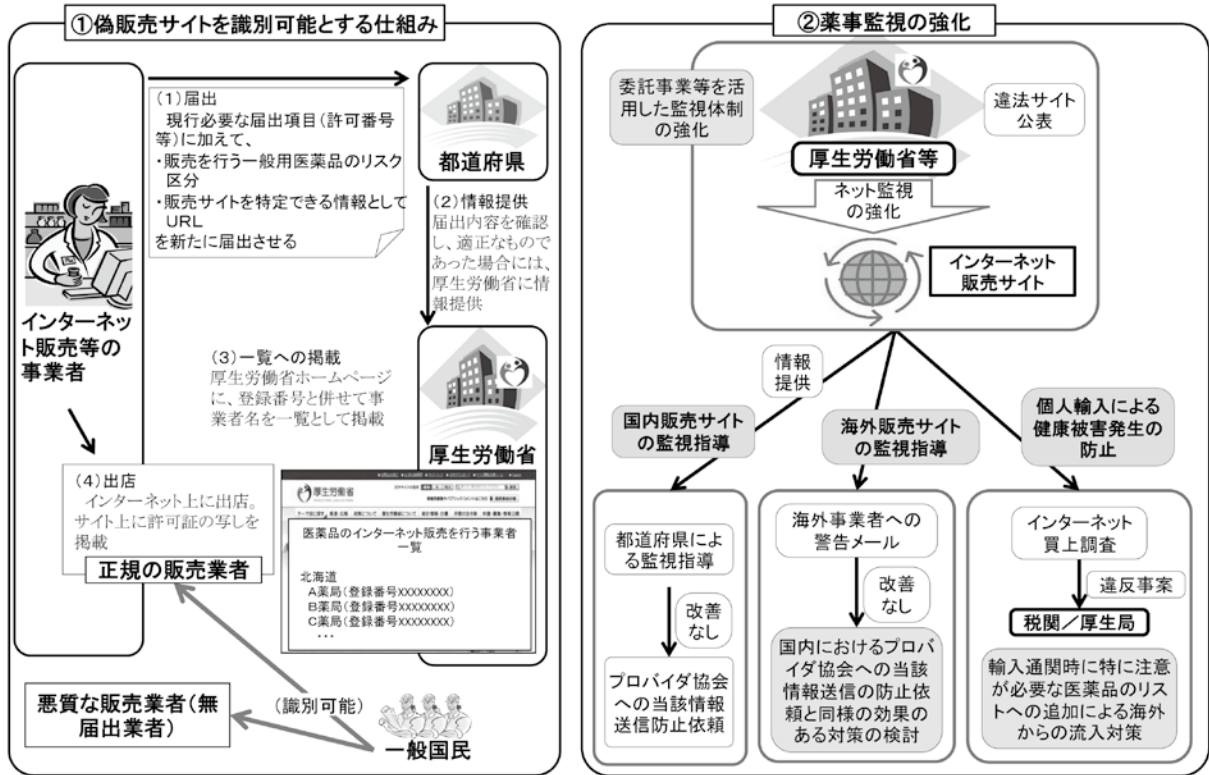 ①偽販売サイトを識別可能とする仕組み
(1)届出
現行必要な届出項目(許可番号
等)に加えて、
・販売を行う一般用医薬品のリスク
区分
・販売サイトを特定できる情報として
URL
を新たに届出させる
都道府県
(2)情報提供
届出内容を確認
し、適正なもので
あった場合には、
厚生労働省に情
報提供
インターネッ
ト販売等の
事業者
(3)一覧への掲載
厚生労働省ホームページ
に、登録番号と併せて事
業者名を一覧として掲載
厚生労働省
(4)出店
インターネット上に出店。
サイト上に許可証の写しを
掲載
正規の販売業者
厚生労働省
医薬品のインターネット販売を行う事業者
一覧
北海道
A薬局(登録番号XXXXXXXX)
B薬局(登録番号XXXXXXXX)
C薬局(登録番号XXXXXXXX)
・・・
悪質な販売業者(無
届出業者)
(識別可能)
一般国民
②薬事監視の強化
委託事業等を活
用した監視体制
の強化
違法サイト
公表
厚生労働省等
ネット監視
の強化
インターネット
販売サイト
情報
提供
国内販売サイト
の監視指導
海外販売サイト
の監視指導
個人輸入による
健康被害発生の
防止
都道府県によ
る監視指導
改善
なし
プロバイダ協会
への当該情報
送信防止依頼
海外事業者への
警告メール
改善
なし
国内におけるプロバ
イダ協会への当該
情報送信の防止依
頼と同様の効果の
ある対策の検討
インターネット
買上調査
違反事案
税関/厚生局
輸入通関時に特に注意
が必要な医薬品のリス
トへの追加による海外
からの流入対策